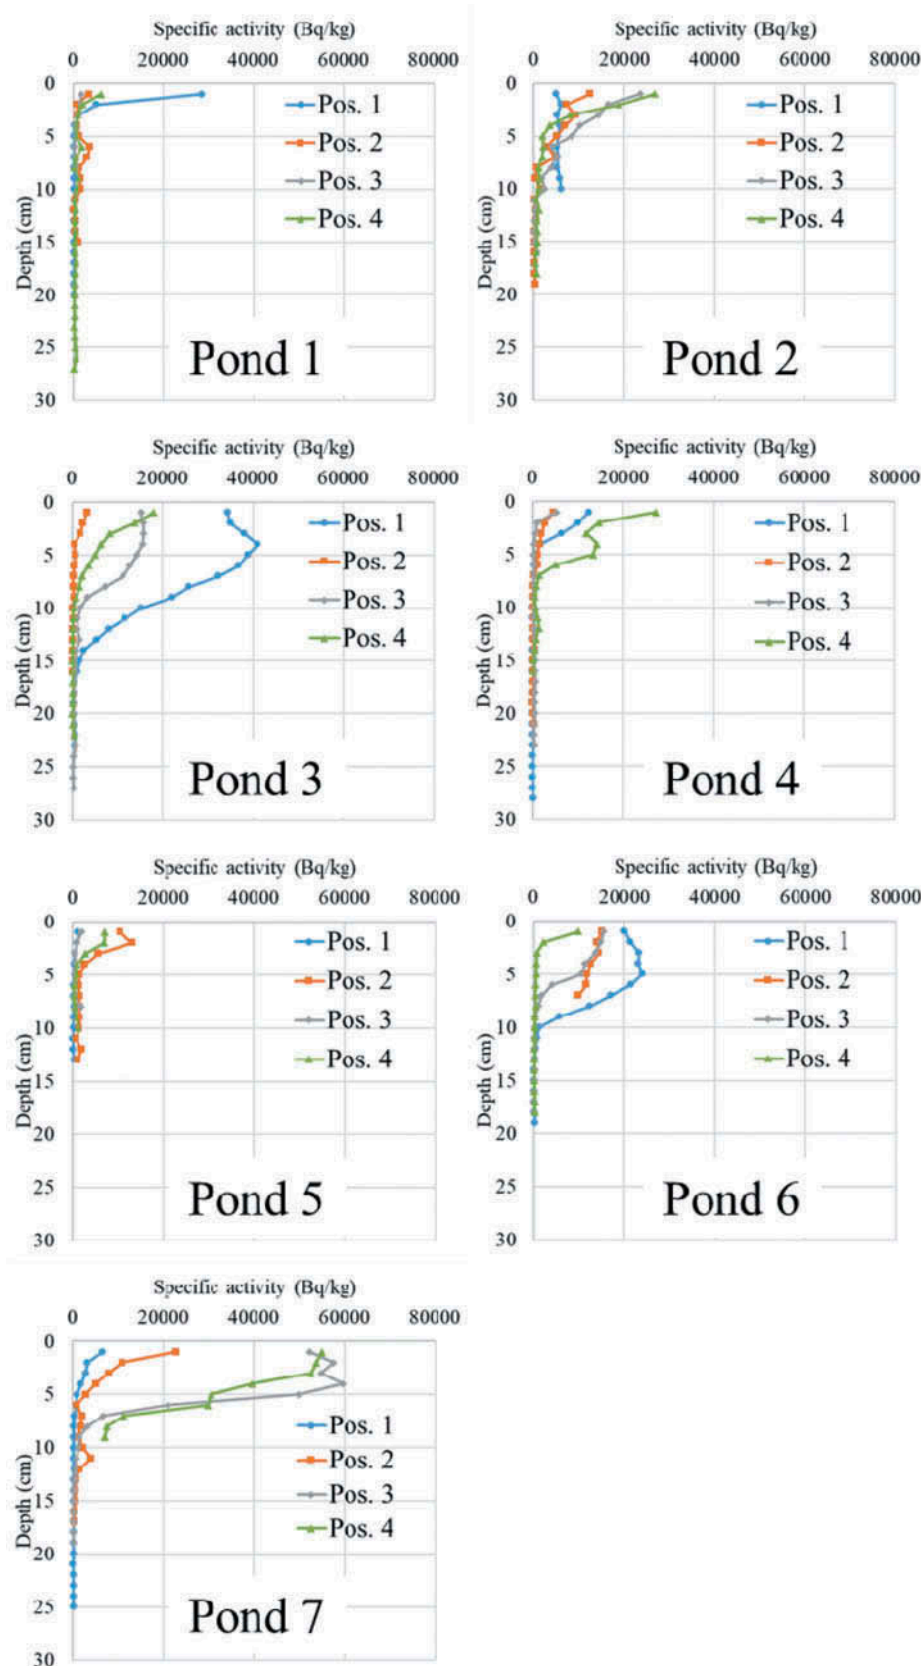 Specific activity (Bq/kg)
0 20000 40000 60000 80000
0
5
10
15
20
25
30
Depth (cm)
Pos. 1
Pos. 2
Pos. 3
Pos. 4
Pond 1
Specific activity (Bq/kg)
0 20000 40000 60000 80000
0
5
10
15
20
25
30
Depth (cm)
Pos. 1
Pos. 2
Pos. 3
Pos. 4
Pond 2
Specific activity (Bq/kg)
0 20000 40000 60000 80000
0
5
10
15
20
25
30
Depth (cm)
Pos. 1
Pos. 2
Pos. 3
Pos. 4
Pond 3
Specific activity (Bq/kg)
0 20000 40000 60000 80000
0
5
10
15
20
25
30
Depth (cm)
Pos. 1
Pos. 2
Pos. 3
Pos. 4
Pond 4
Specific activity (Bq/kg)
0 20000 40000 60000 80000
0
5
10
15
20
25
30
Depth (cm)
Pos. 1
Pos. 2
Pos. 3
Pos. 4
Pond 5
Specific activity (Bq/kg)
0 20000 40000 60000 80000
0
5
10
15
20
25
30
Depth (cm)
Pos. 1
Pos. 2
Pos. 3
Pos. 4
Pond 6
Specific activity (Bq/kg)
0 20000 40000 60000 80000
0
5
10
15
20
25
30
Depth (cm)
Pos. 1
Pos. 2
Pos. 3
Pos. 4
Pond 7